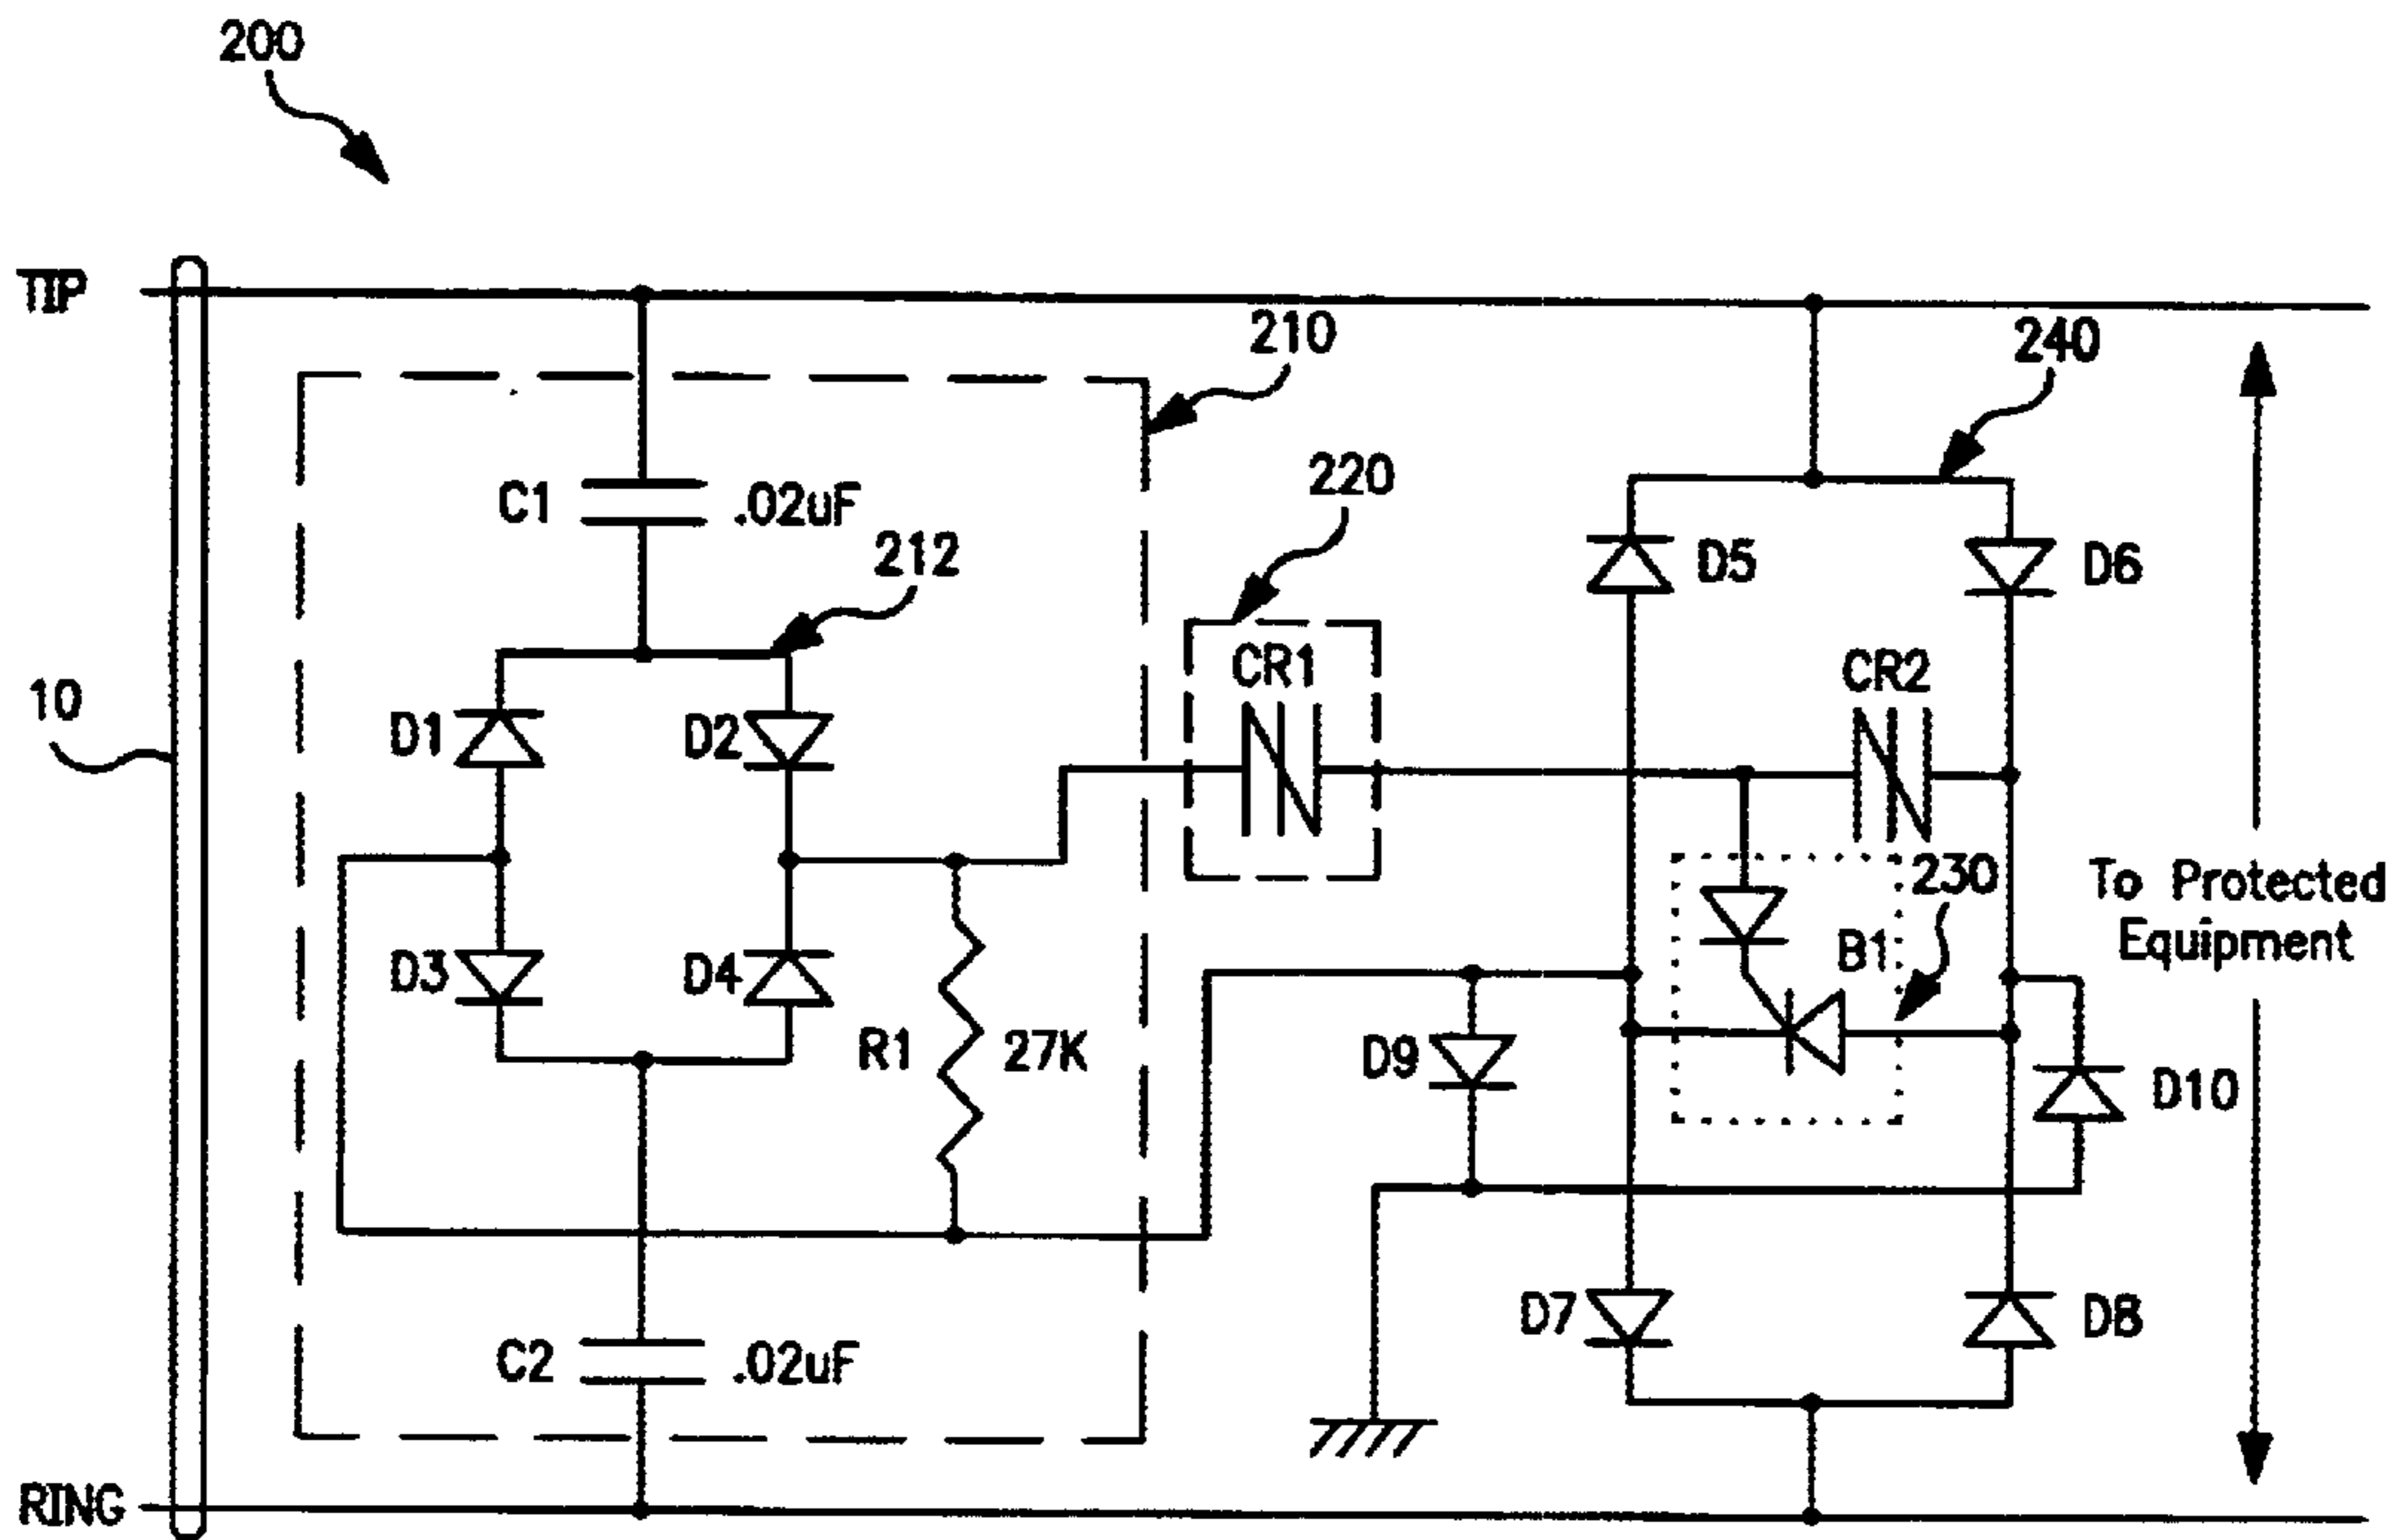 200
TIP
210
240
220
C1 .02uF
212
D5
D6
CR1
CR2
10
D1
D2
230
To Protected
Equipment
B1
D3
D4
R1
27K
D9
D10
D7
D8
C2 .02uF
RING